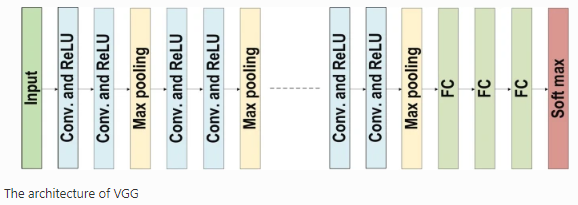 Input
Conv. and ReLU
Conv. and ReLU
Max pooling
Conv. and ReLU
Conv. and ReLU
Max pooling
Conv. and ReLU
Conv. and ReLU
Max pooling
FC
FC
FC
Soft max
The architecture of VGG